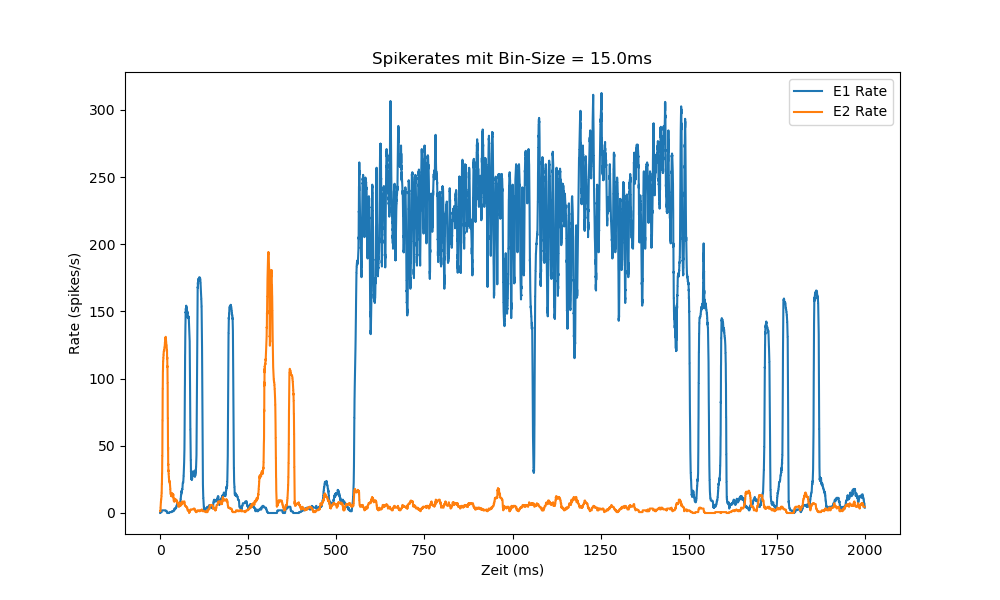 Spikerates mit Bin-Size = 15.0ms
E1 Rate
E2 Rate
300
250
200
150
100
50
0
Rate (spikes/s)
0 250 500 750 1000 1250 1500 1750 2000
Zeit (ms)